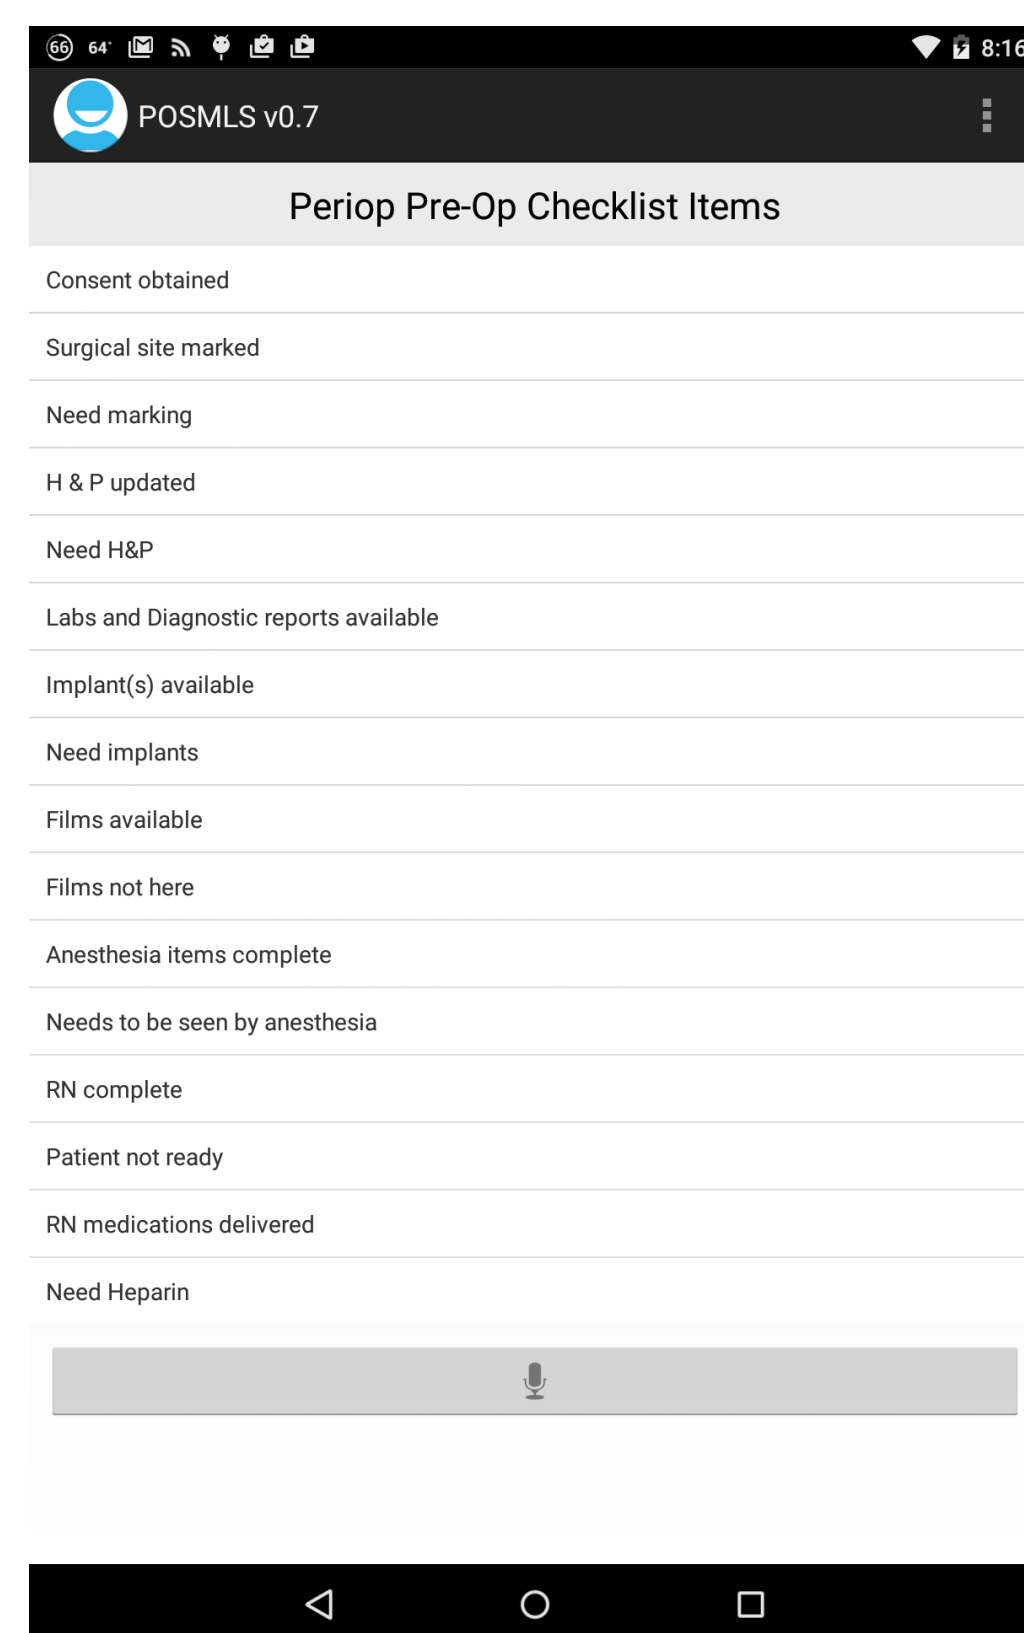 66 64° 8:16
POSMLS v0.7
Periop Pre-Op Checklist Items
Consent obtained
Surgical site marked
Need marking
H & P updated
Need H&P
Labs and Diagnostic reports available
Implant(s) available
Need implants
Films available
Films not here
Anesthesia items complete
Needs to be seen by anesthesia
RN complete
Patient not ready
RN medications delivered
Need Heparin